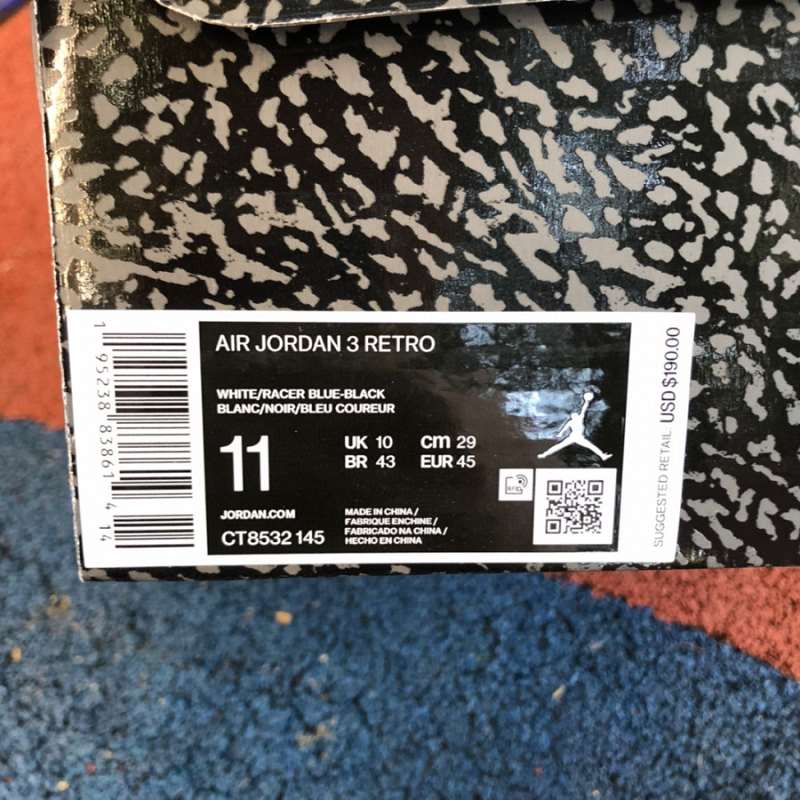 AIR JORDAN 3 RETRO
WHITE/RACER BLUE-BLACK
BLANC/NOIR/BLEU COUREUR
11
UK 10 cm 29
BR 43 EUR 45
JORDAN.COM
CT8532 145
MADE IN CHINA /
FABRIQUE ENCHINE /
FABRICADO NA CHINA /
HECHO EN CHINA
RFID
1 95238 83861 4 14
SUGGESTED RETAIL USD $190.00